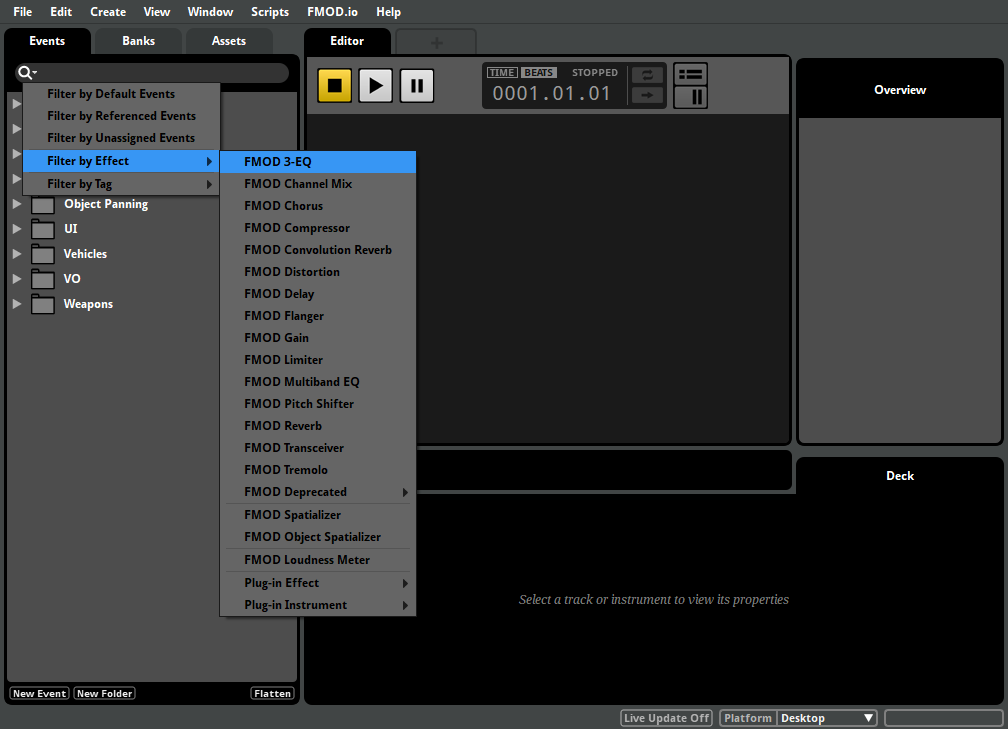 File Edit Create View Window Scripts FMOD.io Help
Events Banks Assets
Editor
+
TIME BEATS STOPPED
0001.01.01
Overview
Filter by Default Events
Filter by Referenced Events
Filter by Unassigned Events
Filter by Effect
Filter by Tag
FMOD 3-EQ
FMOD Channel Mix
FMOD Chorus
FMOD Compressor
FMOD Convolution Reverb
FMOD Distortion
FMOD Delay
FMOD Flanger
FMOD Gain
FMOD Limiter
FMOD Multiband EQ
FMOD Pitch Shifter
FMOD Reverb
FMOD Transceiver
FMOD Tremolo
FMOD Deprecated
FMOD Spatializer
FMOD Object Spatializer
FMOD Loudness Meter
Plug-in Effect
Plug-in Instrument
Object Panning
UI
Vehicles
VO
Weapons
Deck
Select a track or instrument to view its properties
New Event New Folder Flatten
Live Update Off Platform Desktop